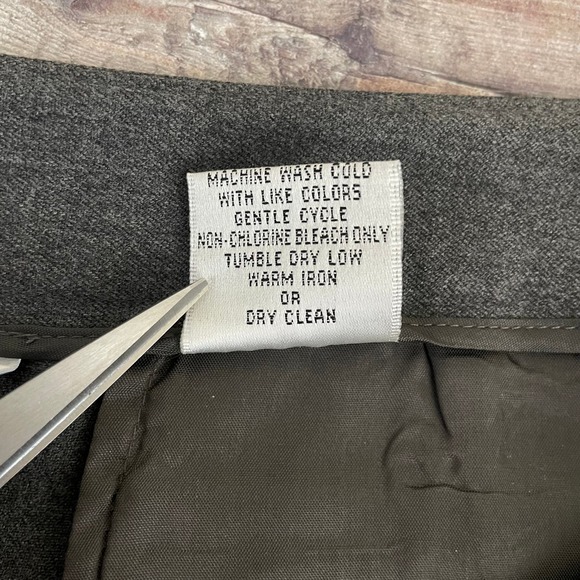 MACHINE WASH COLD
WITH LIKE COLORS
GENTLE CYCLE
NON-CHLORINE BLEACH ONLY
TUMBLE DRY LOW
WARM IRON
OR
DRY CLEAN